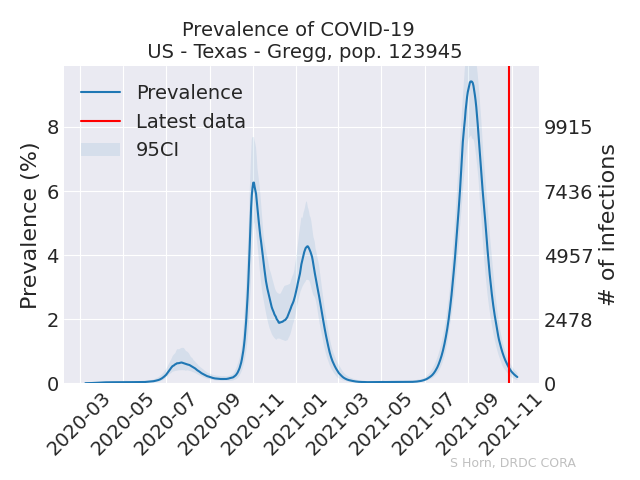 Prevalence of COVID-19
US - Texas - Gregg, pop. 123945
Prevalence
Latest data
95CI
Prevalence (%)
8
6
4
2
0
9915
7436
4957
2478
0
# of infections
2020-03
2020-05
2020-07
2020-09
2020-11
2021-01
2021-03
2021-05
2021-07
2021-09
2021-11
S Horn, DRDC CORA